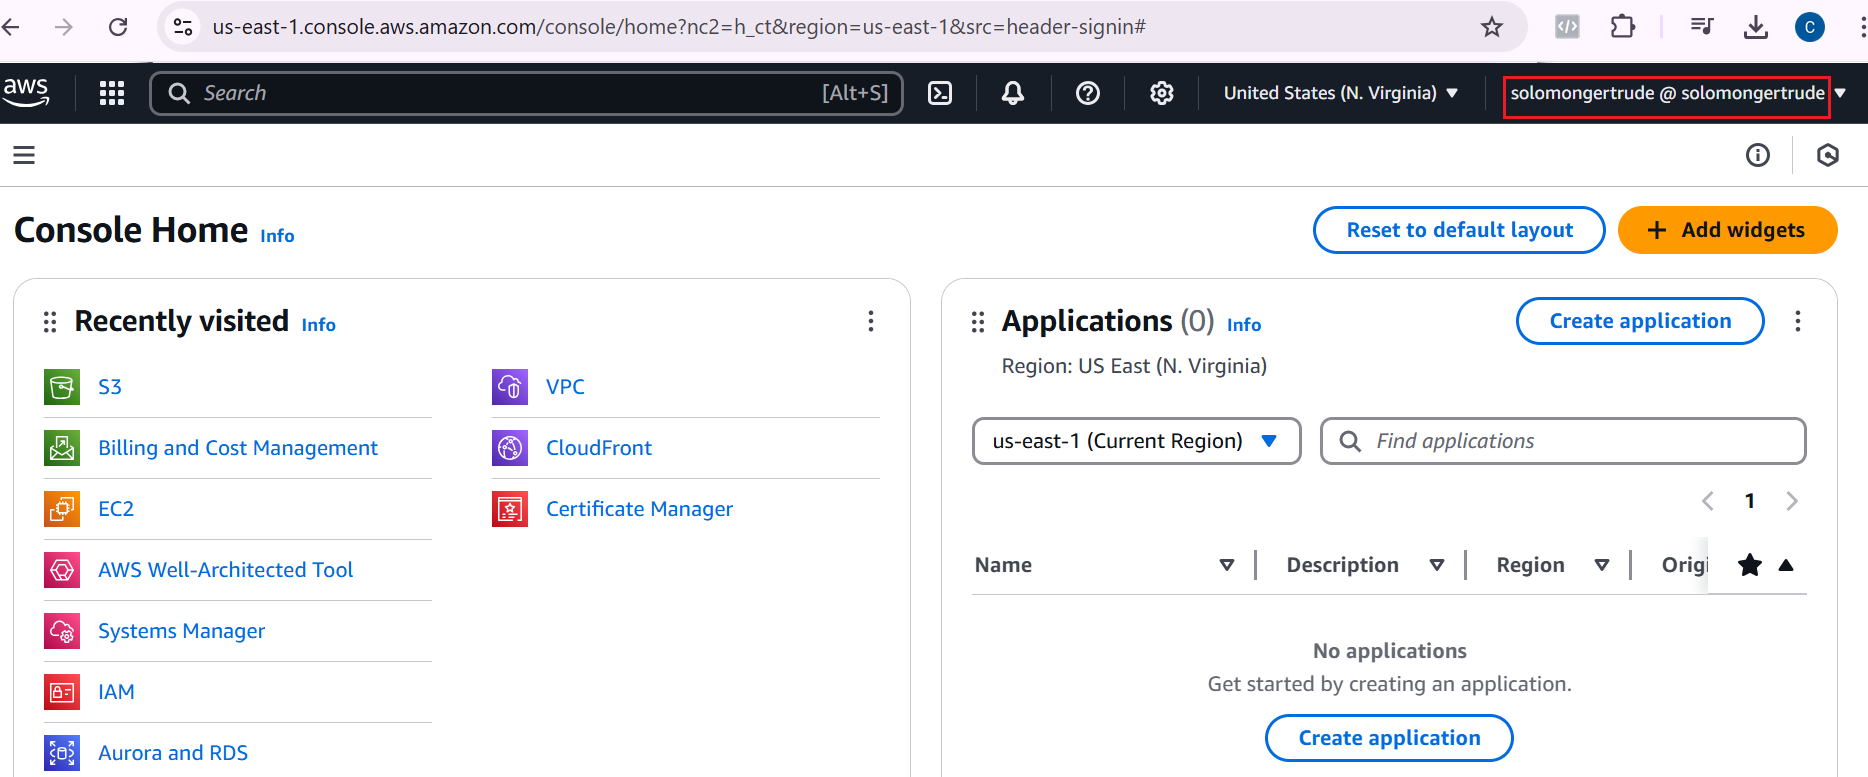 us-east-1.console.aws.amazon.com/console/home?nc2=h_ct&region=us-east-1&src=header-signin#
C
aws
Search
[Alt+S]
United States (N. Virginia)
solomongertrude @ solomongertrude
Console Home Info
Reset to default layout
+ Add widgets
Recently visited Info
S3
Billing and Cost Management
EC2
AWS Well-Architected Tool
Systems Manager
IAM
Aurora and RDS
VPC
CloudFront
Certificate Manager
Applications (0) Info
Create application
Region: US East (N. Virginia)
us-east-1 (Current Region)
Find applications
1
Name
Description
Region
Origi
No applications
Get started by creating an application.
Create application